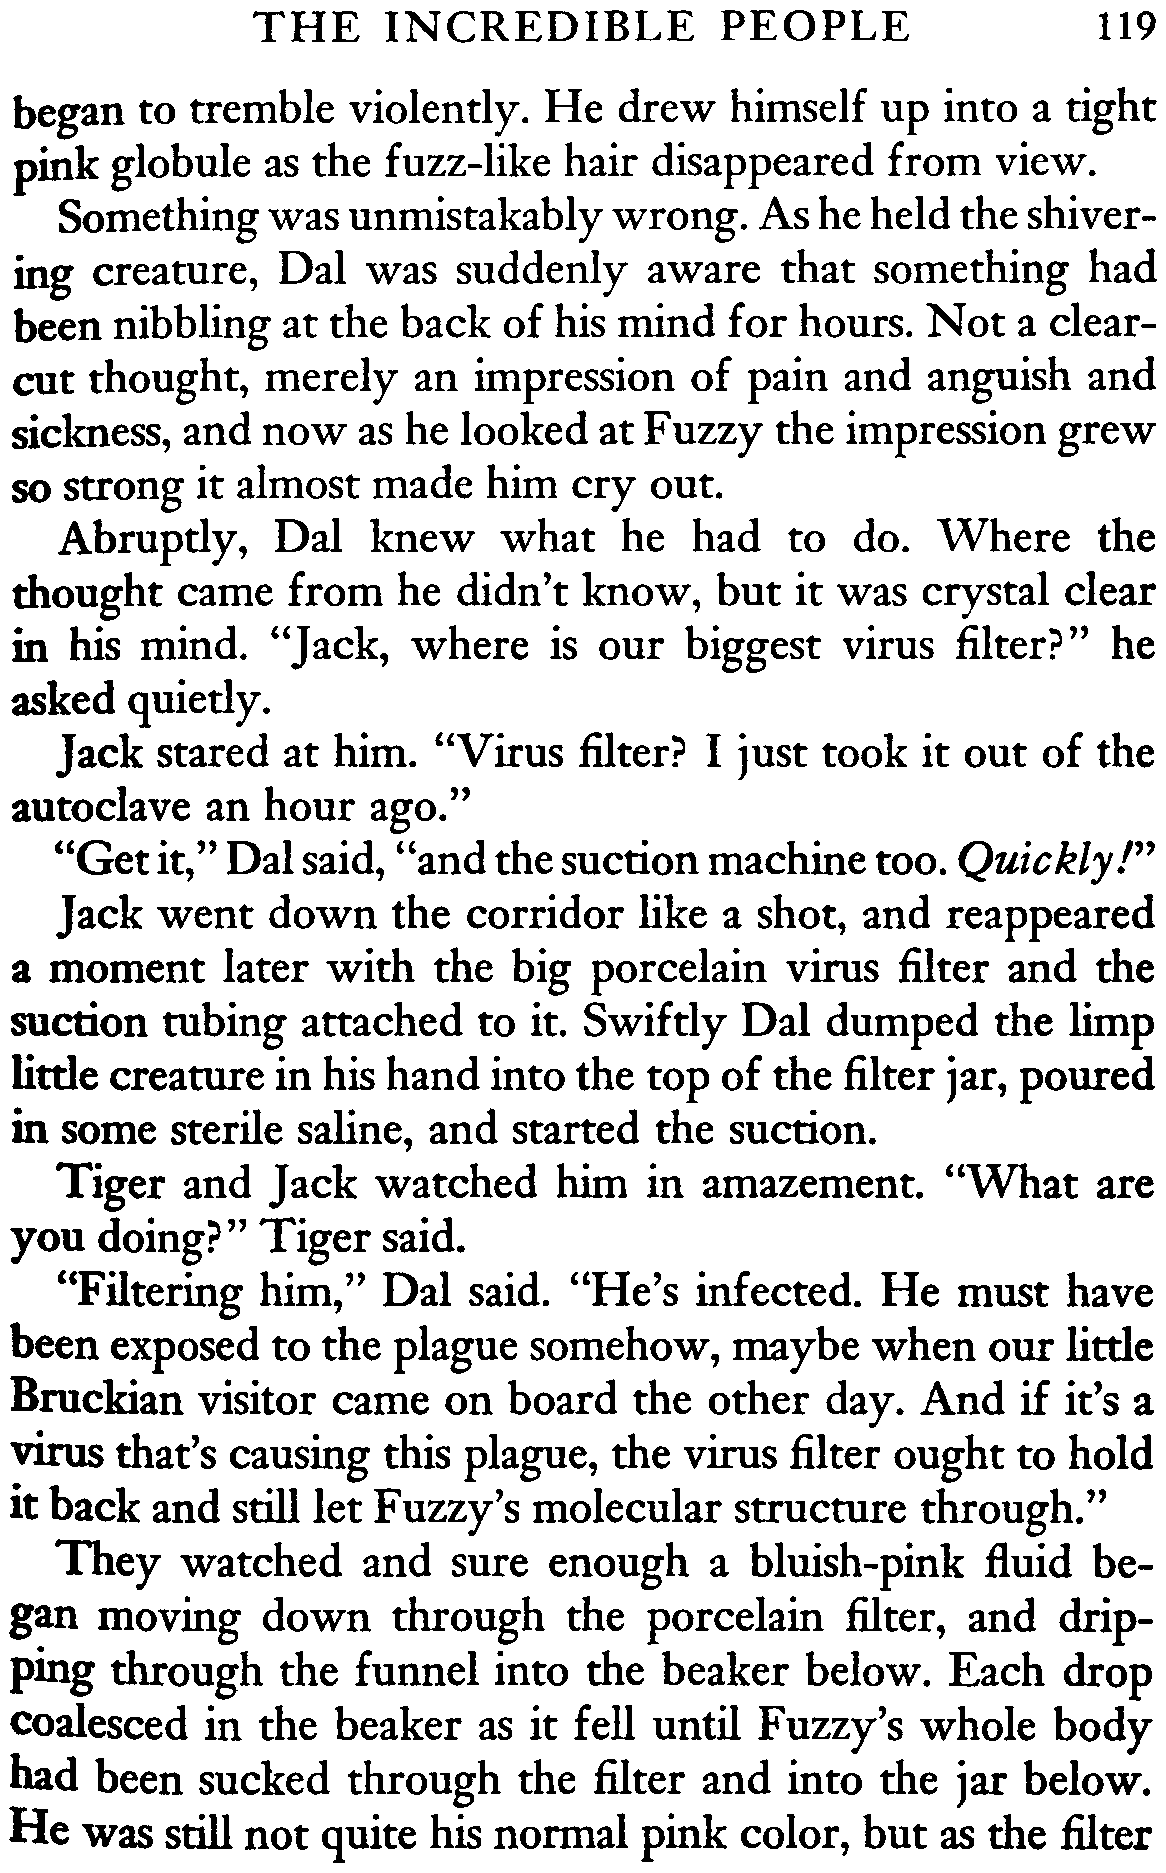 THE INCREDIBLE PEOPLE 119
began to tremble violently. He drew himself up into a tight
pink globule as the fuzz-like hair disappeared from view.
Something was unmistakably wrong. As he held the shiver-
ing creature, Dal was suddenly aware that something had
been nibbling at the back of his mind for hours. Not a clear-
cut thought, merely an impression of pain and anguish and
sickness, and now as he looked at Fuzzy the impression grew
so strong it almost made him cry out.
Abruptly, Dal knew what he had to do. Where the
thought came from he didn't know, but it was crystal clear
in his mind. “Jack, where is our biggest virus filter?” he
asked quietly.
Jack stared at him. “Virus filter? I just took it out of the
autoclave an hour ago.”
“Get it,” Dal said, “and the suction machine too. Quickly!”
Jack went down the corridor like a shot, and reappeared
a moment later with the big porcelain virus filter and the
suction tubing attached to it. Swiftly Dal dumped the limp
little creature in his hand into the top of the filter jar, poured
in some sterile saline, and started the suction.
Tiger and Jack watched him in amazement. “What are
you doing?” Tiger said.
“Filtering him,” Dal said. “He's infected. He must have
been exposed to the plague somehow, maybe when our little
Bruckian visitor came on board the other day. And if it's a
virus that's causing this plague, the virus filter ought to hold
it back and still let Fuzzy's molecular structure through.”
They watched and sure enough a bluish-pink fluid be-
gan moving down through the porcelain filter, and drip-
ping through the funnel into the beaker below. Each drop
coalesced in the beaker as it fell until Fuzzy's whole body
had been sucked through the filter and into the jar below.
He was still not quite his normal pink color, but as the filter